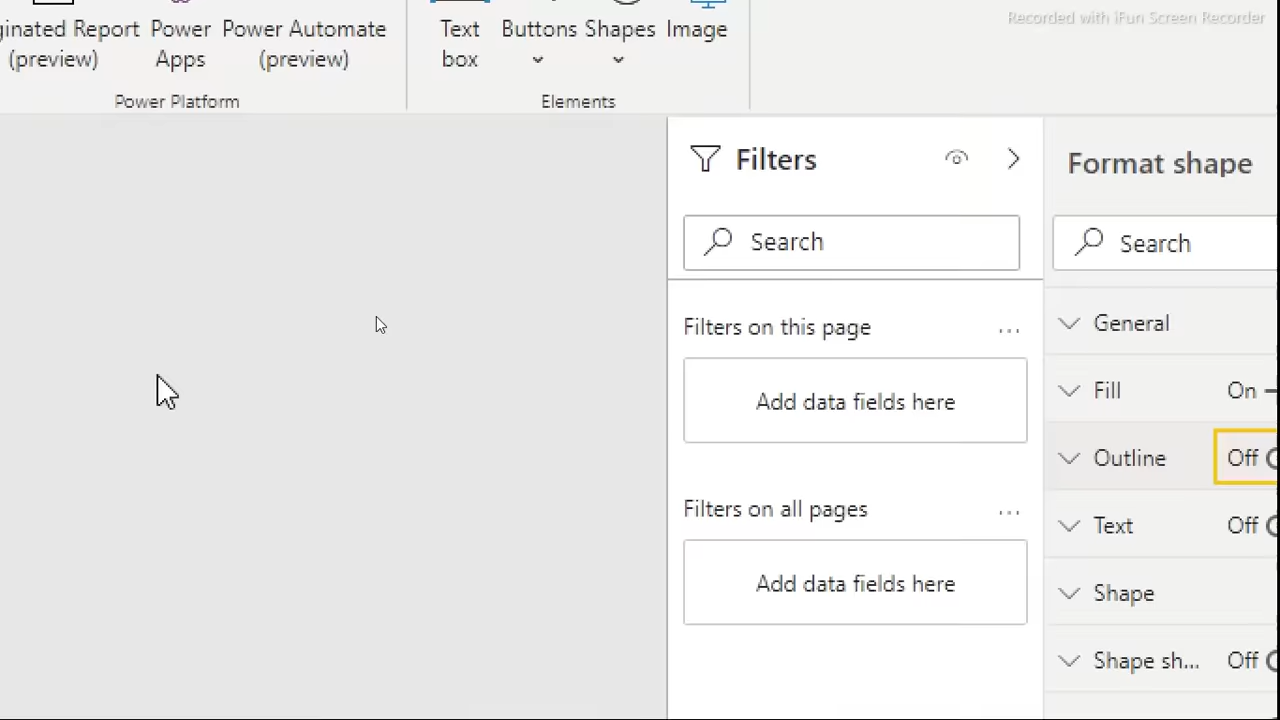 Recorded with iFun Screen Recorder
ginated Report
(preview)
Power
Apps
Power Automate
(preview)
Text
box
Buttons
Shapes
Image
Power Platform
Elements
Filters
Search
Filters on this page
...
Add data fields here
Filters on all pages
...
Add data fields here
Format shape
Search
General
Fill On
Outline Off
Text Off
Shape
Shape sh... Off